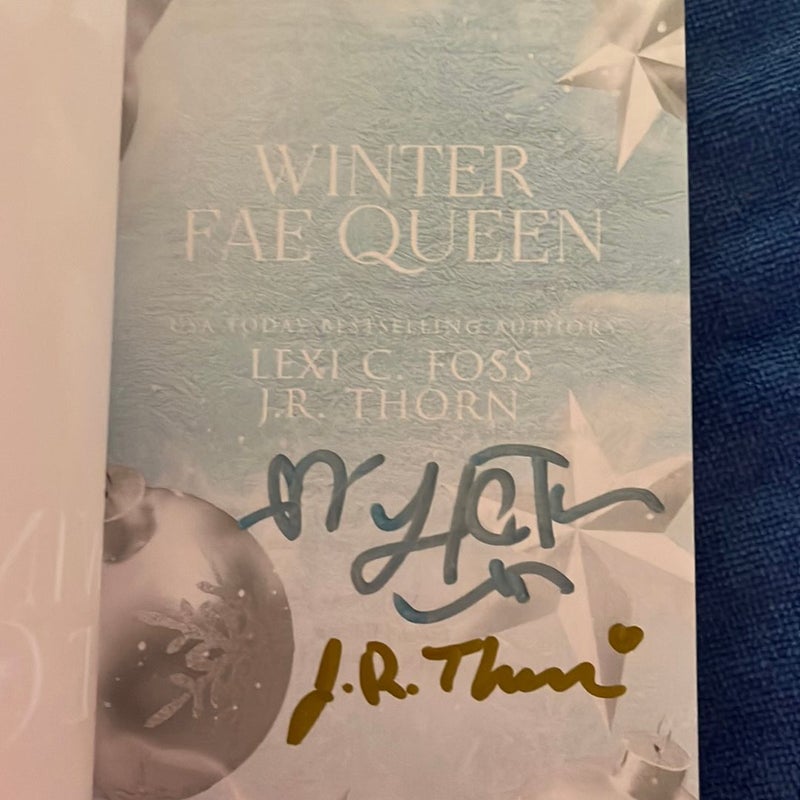 WINTER
FAE QUEEN
USA TODAY BESTSELLING AUTHORS
LEXI C. FOSS
J.R. THORN
J.R. Thorn